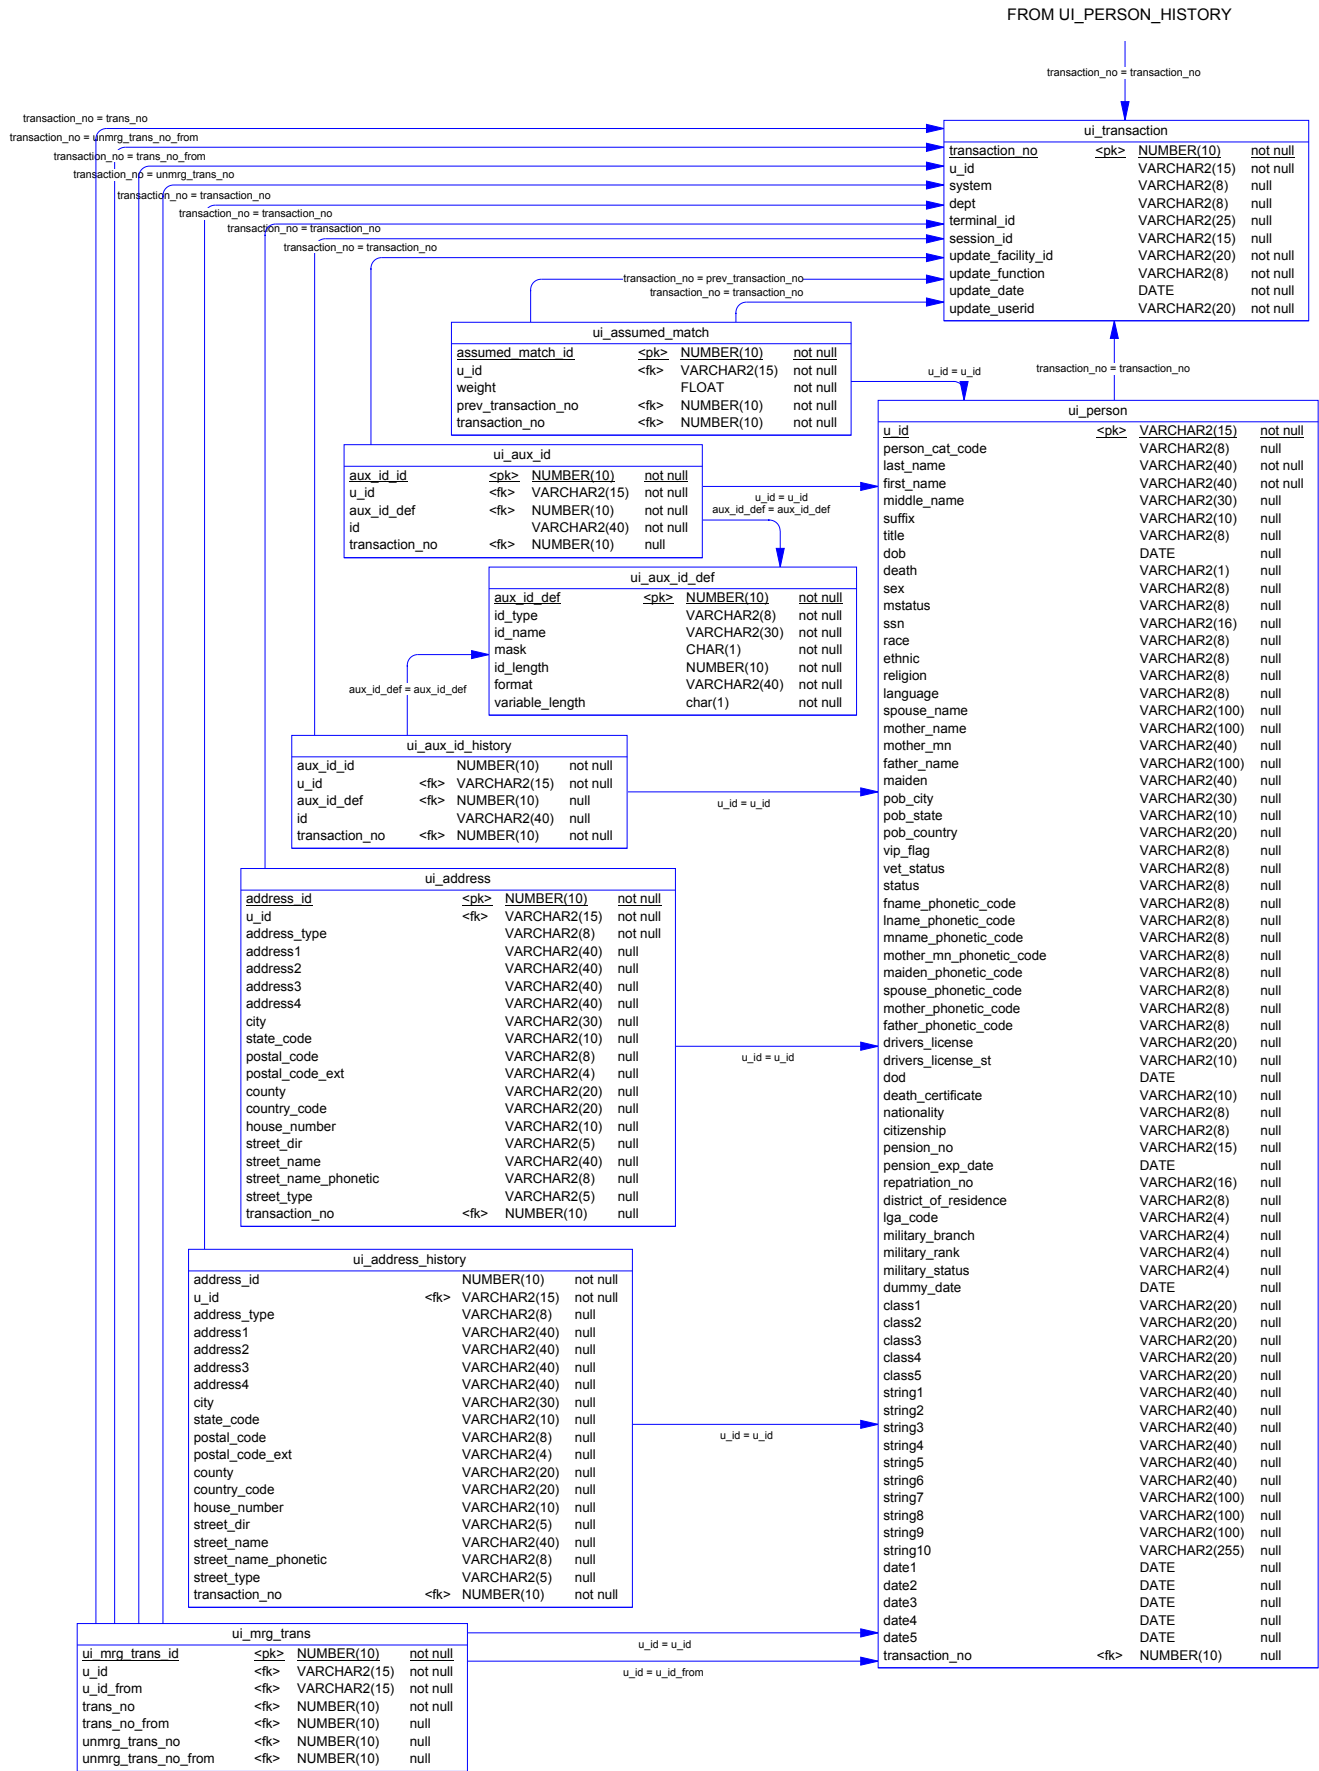 FROM UI_PERSON_HISTORY
transaction_no = transaction_no
transaction_no = trans_no
transaction_no = unmrg_trans_no_from
transaction_no = trans_no_from
transaction_no = unmrg_trans_no
transaction_no = transaction_no
transaction_no = transaction_no
transaction_no = transaction_no
transaction_no = transaction_no
transaction_no = prev_transaction_no
transaction_no = transaction_no
ui_transaction
transaction_no <pk> NUMBER(10) not null
u_id VARCHAR2(15) not null
system VARCHAR2(8) null
dept VARCHAR2(8) null
terminal_id VARCHAR2(25) null
session_id VARCHAR2(15) null
update_facility_id VARCHAR2(20) not null
update_function VARCHAR2(8) not null
update_date DATE not null
update_userid VARCHAR2(20) not null
ui_assumed_match
assumed_match_id <pk> NUMBER(10) not null
u_id <fk> VARCHAR2(15) not null
weight FLOAT not null
prev_transaction_no <fk> NUMBER(10) not null
transaction_no <fk> NUMBER(10) not null
u_id = u_id
transaction_no = transaction_no
ui_aux_id
aux_id_id <pk> NUMBER(10) not null
u_id <fk> VARCHAR2(15) not null
aux_id_def <fk> NUMBER(10) not null
id VARCHAR2(40) not null
transaction_no <fk> NUMBER(10) null
u_id = u_id
aux_id_def = aux_id_def
ui_aux_id_def
aux_id_def <pk> NUMBER(10) not null
id_type VARCHAR2(8) not null
id_name VARCHAR2(30) not null
mask CHAR(1) not null
id_length NUMBER(10) not null
format VARCHAR2(40) not null
variable_length char(1) not null
aux_id_def = aux_id_def
ui_aux_id_history
aux_id_id NUMBER(10) not null
u_id <fk> VARCHAR2(15) not null
aux_id_def <fk> NUMBER(10) null
id VARCHAR2(40) null
transaction_no <fk> NUMBER(10) not null
u_id = u_id
ui_address
address_id <pk> NUMBER(10) not null
u_id <fk> VARCHAR2(15) not null
address_type VARCHAR2(8) not null
address1 VARCHAR2(40) null
address2 VARCHAR2(40) null
address3 VARCHAR2(40) null
address4 VARCHAR2(40) null
city VARCHAR2(30) null
state_code VARCHAR2(10) null
postal_code VARCHAR2(8) null
postal_code_ext VARCHAR2(4) null
county VARCHAR2(20) null
country_code VARCHAR2(20) null
house_number VARCHAR2(10) null
street_dir VARCHAR2(5) null
street_name VARCHAR2(40) null
street_name_phonetic VARCHAR2(8) null
street_type VARCHAR2(5) null
transaction_no <fk> NUMBER(10) null
u_id = u_id
ui_address_history
address_id NUMBER(10) not null
u_id <fk> VARCHAR2(15) not null
address_type VARCHAR2(8) null
address1 VARCHAR2(40) null
address2 VARCHAR2(40) null
address3 VARCHAR2(40) null
address4 VARCHAR2(40) null
city VARCHAR2(30) null
state_code VARCHAR2(10) null
postal_code VARCHAR2(8) null
postal_code_ext VARCHAR2(4) null
county VARCHAR2(20) null
country_code VARCHAR2(20) null
house_number VARCHAR2(10) null
street_dir VARCHAR2(5) null
street_name VARCHAR2(40) null
street_name_phonetic VARCHAR2(8) null
street_type VARCHAR2(5) null
transaction_no <fk> NUMBER(10) not null
u_id = u_id
ui_mrg_trans
ui_mrg_trans_id <pk> NUMBER(10) not null
u_id <fk> VARCHAR2(15) not null
u_id_from <fk> VARCHAR2(15) not null
trans_no <fk> NUMBER(10) not null
trans_no_from <fk> NUMBER(10) null
unmrg_trans_no <fk> NUMBER(10) null
unmrg_trans_no_from <fk> NUMBER(10) null
u_id = u_id
u_id = u_id_from
ui_person
u_id <pk> VARCHAR2(15) not null
person_cat_code VARCHAR2(8) null
last_name VARCHAR2(40) not null
first_name VARCHAR2(40) not null
middle_name VARCHAR2(30) null
suffix VARCHAR2(10) null
title VARCHAR2(8) null
dob DATE null
death VARCHAR2(1) null
sex VARCHAR2(8) null
mstatus VARCHAR2(8) null
ssn VARCHAR2(16) null
race VARCHAR2(8) null
ethnic VARCHAR2(8) null
religion VARCHAR2(8) null
language VARCHAR2(8) null
spouse_name VARCHAR2(100) null
mother_name VARCHAR2(100) null
mother_mn VARCHAR2(40) null
father_name VARCHAR2(100) null
maiden VARCHAR2(40) null
pob_city VARCHAR2(30) null
pob_state VARCHAR2(10) null
pob_country VARCHAR2(20) null
vip_flag VARCHAR2(8) null
vet_status VARCHAR2(8) null
status VARCHAR2(8) null
fname_phonetic_code VARCHAR2(8) null
lname_phonetic_code VARCHAR2(8) null
mname_phonetic_code VARCHAR2(8) null
mother_mn_phonetic_code VARCHAR2(8) null
maiden_phonetic_code VARCHAR2(8) null
spouse_phonetic_code VARCHAR2(8) null
mother_phonetic_code VARCHAR2(8) null
father_phonetic_code VARCHAR2(8) null
drivers_license VARCHAR2(20) null
drivers_license_st VARCHAR2(10) null
dod DATE null
death_certificate VARCHAR2(10) null
nationality VARCHAR2(8) null
citizenship VARCHAR2(8) null
pension_no VARCHAR2(15) null
pension_exp_date DATE null
repatriation_no VARCHAR2(16) null
district_of_residence VARCHAR2(8) null
lga_code VARCHAR2(4) null
military_branch VARCHAR2(4) null
military_rank VARCHAR2(4) null
military_status VARCHAR2(4) null
dummy_date DATE null
class1 VARCHAR2(20) null
class2 VARCHAR2(20) null
class3 VARCHAR2(20) null
class4 VARCHAR2(20) null
class5 VARCHAR2(20) null
string1 VARCHAR2(40) null
string2 VARCHAR2(40) null
string3 VARCHAR2(40) null
string4 VARCHAR2(40) null
string5 VARCHAR2(40) null
string6 VARCHAR2(40) null
string7 VARCHAR2(100) null
string8 VARCHAR2(100) null
string9 VARCHAR2(100) null
string10 VARCHAR2(255) null
date1 DATE null
date2 DATE null
date3 DATE null
date4 DATE null
date5 DATE null
transaction_no <fk> NUMBER(10) null